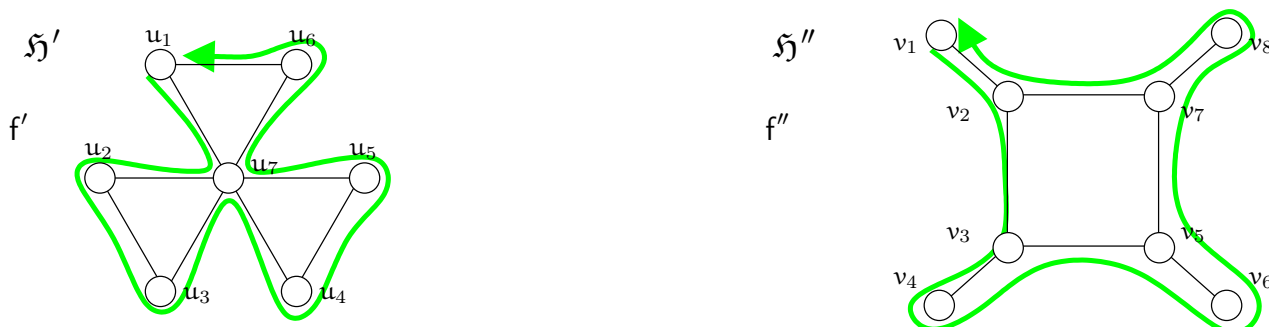 ℌ′ u₁ u₆ ℌ″ v₁ v₈
f′ u₂ u₅ f″ v₂ v₇
u₇
v₃ v₅
u₃ u₄ v₄ v₆